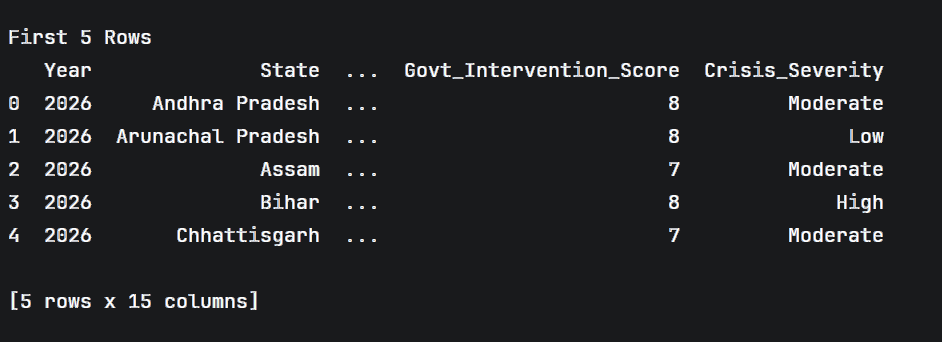 First 5 Rows
   Year              State  ...  Govt_Intervention_Score  Crisis_Severity
0  2026     Andhra Pradesh  ...                        8         Moderate
1  2026  Arunachal Pradesh  ...                        8              Low
2  2026              Assam  ...                        7         Moderate
3  2026              Bihar  ...                        8             High
4  2026       Chhattisgarh  ...                        7         Moderate
[5 rows x 15 columns]